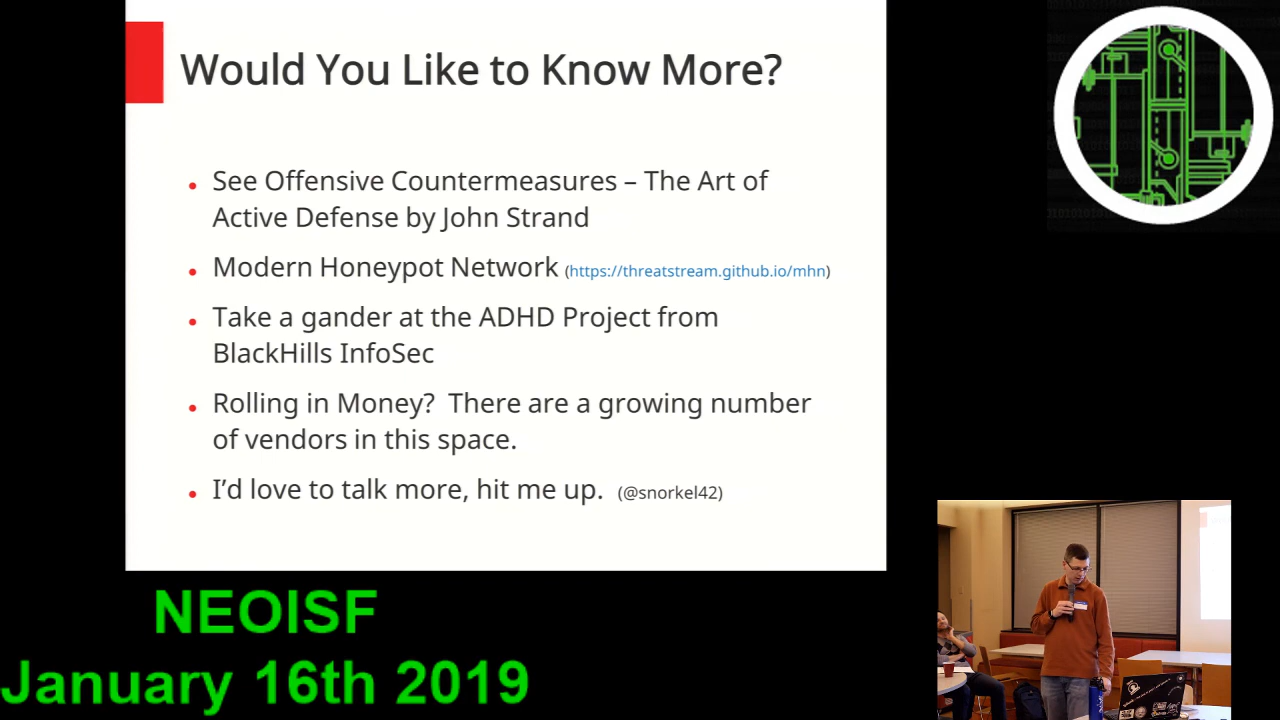 Would You Like to Know More?
See Offensive Countermeasures – The Art of
Active Defense by John Strand
Modern Honeypot Network (https://threatstream.github.io/mhn)
Take a gander at the ADHD Project from
BlackHills InfoSec
Rolling in Money?  There are a growing number
of vendors in this space.
I'd love to talk more, hit me up.  (@snorkel42)
NEOISF
January 16th 2019